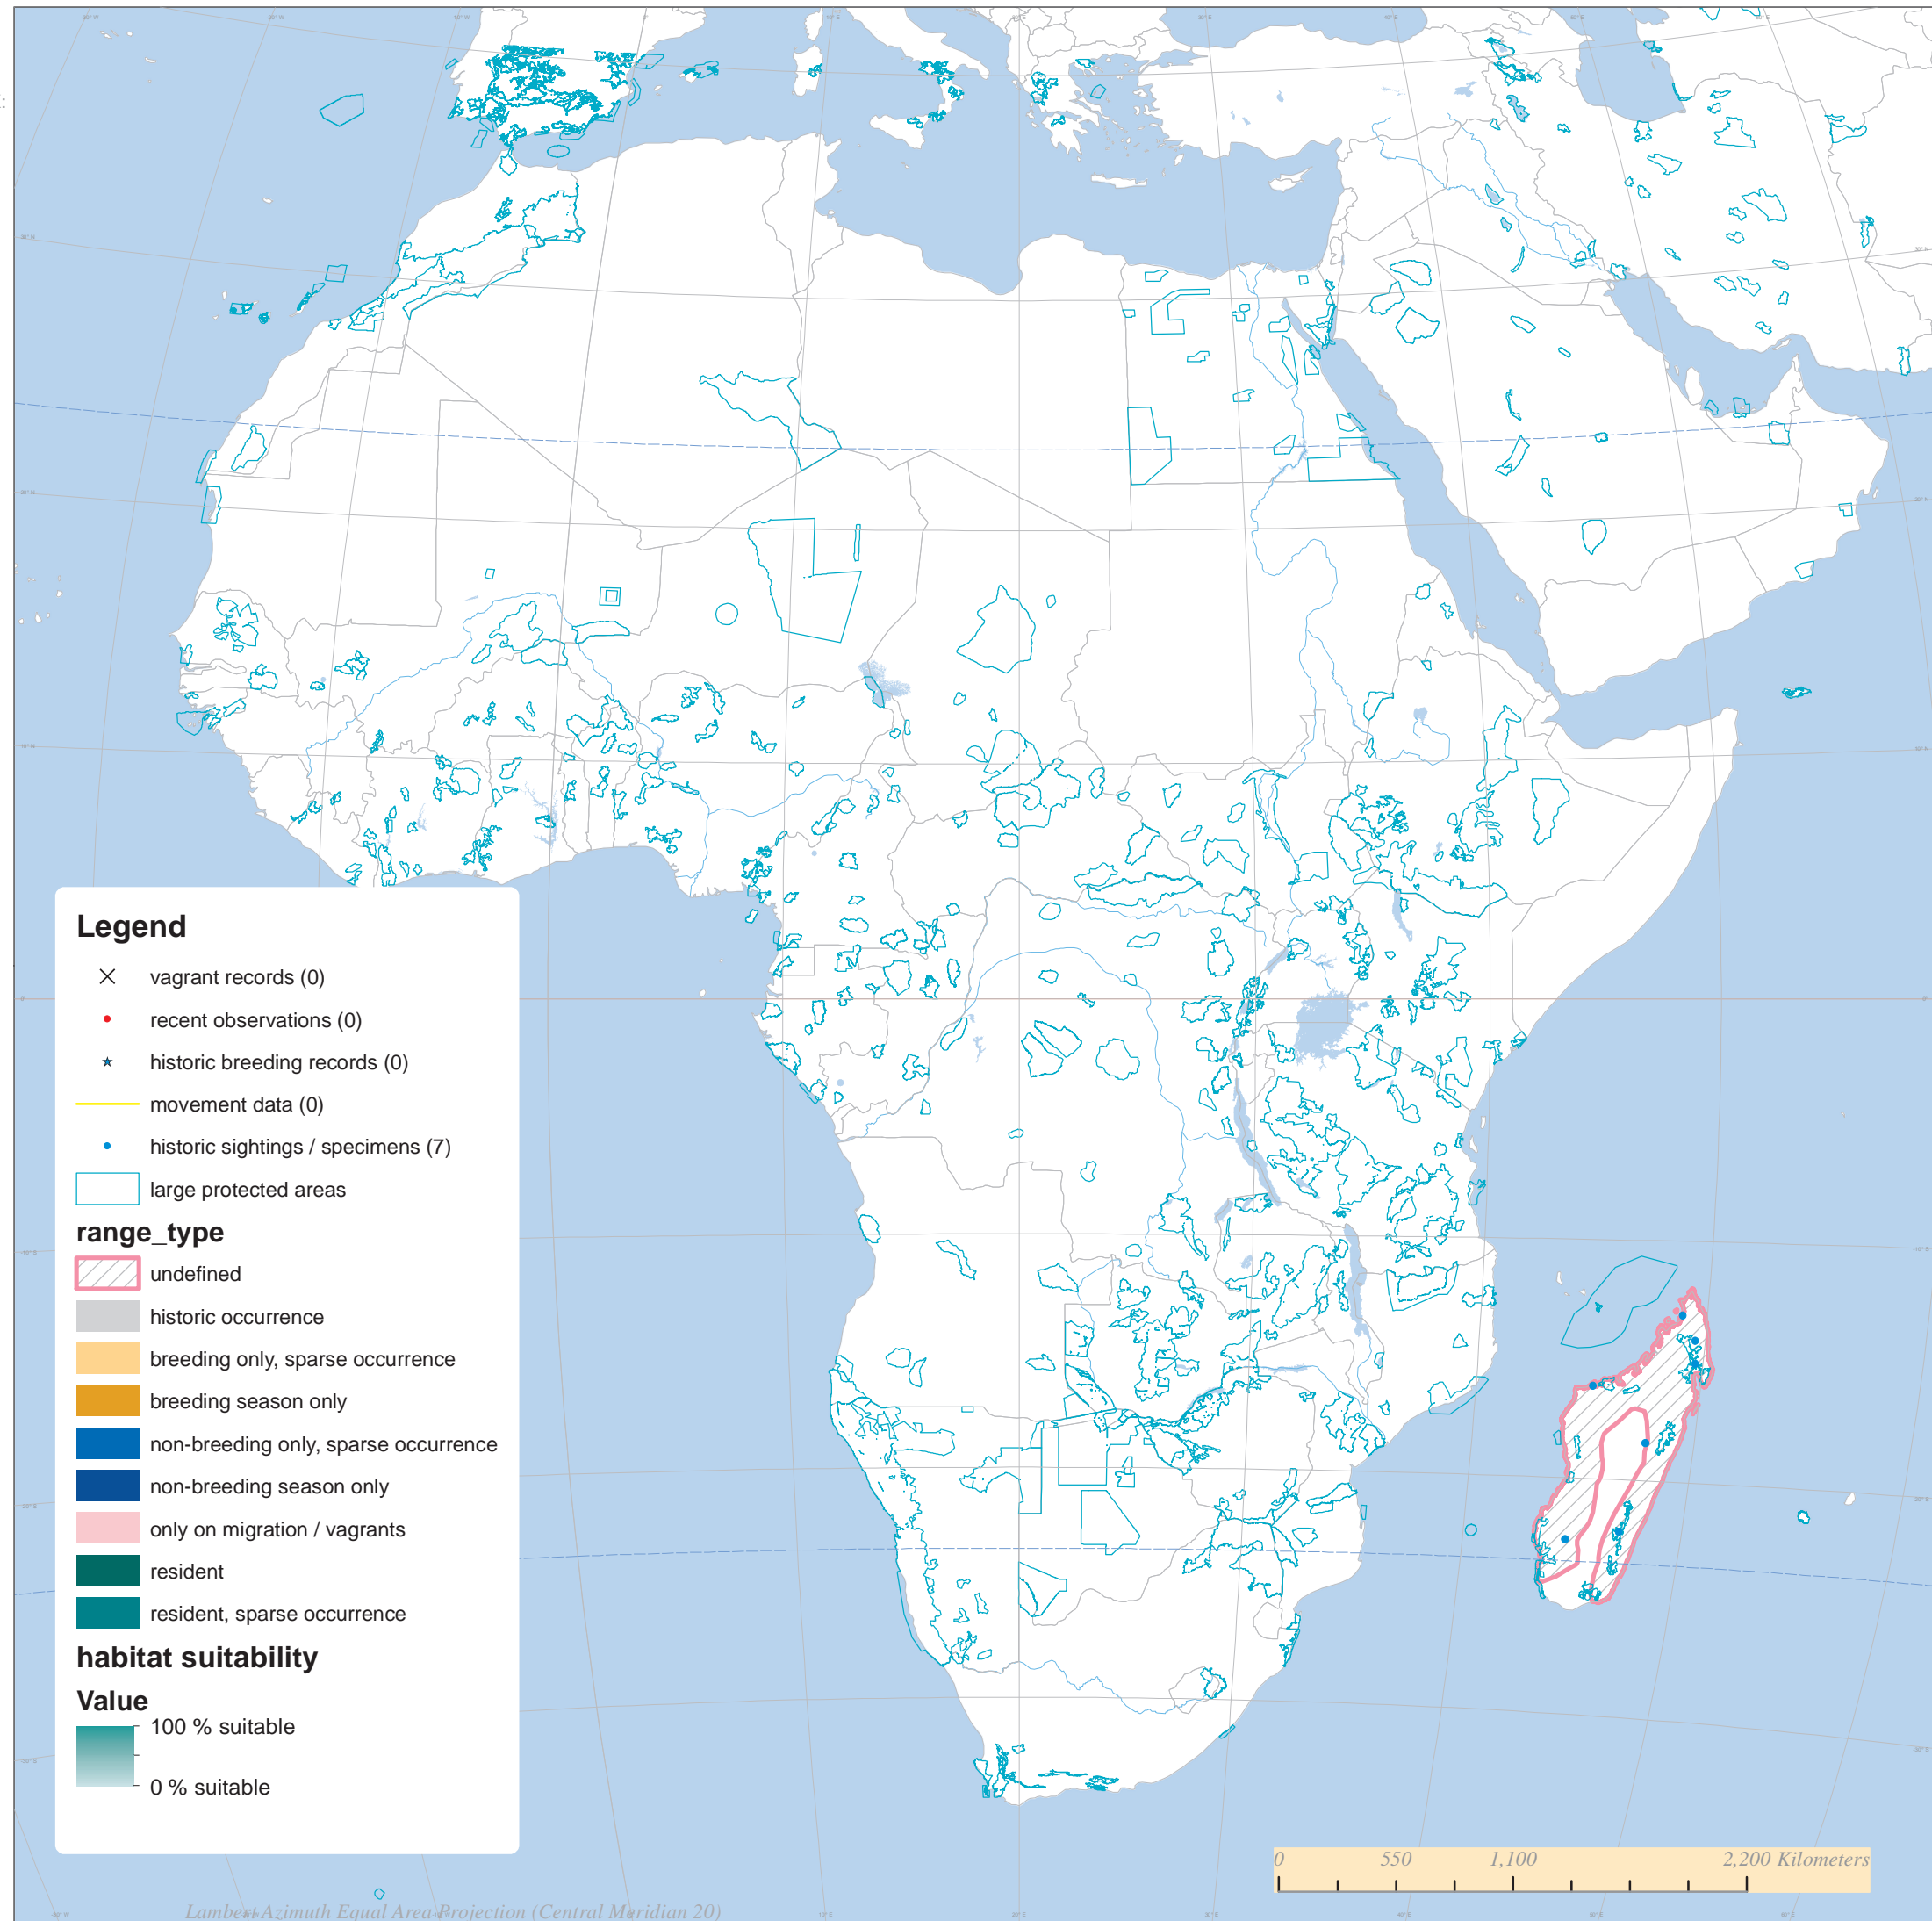 Legend
vagrant records (0)
recent observations (0)
historic breeding records (0)
movement data (0)
historic sightings / specimens (7)
large protected areas
range_type
undefined
historic occurrence
breeding only, sparse occurrence
breeding season only
non-breeding only, sparse occurrence
non-breeding season only
only on migration / vagrants
resident
resident, sparse occurrence
habitat suitability
Value
100 % suitable
0 % suitable
0 550 1,100 2,200 Kilometers
Lambert Azimuth Equal Area Projection (Central Meridian 20)